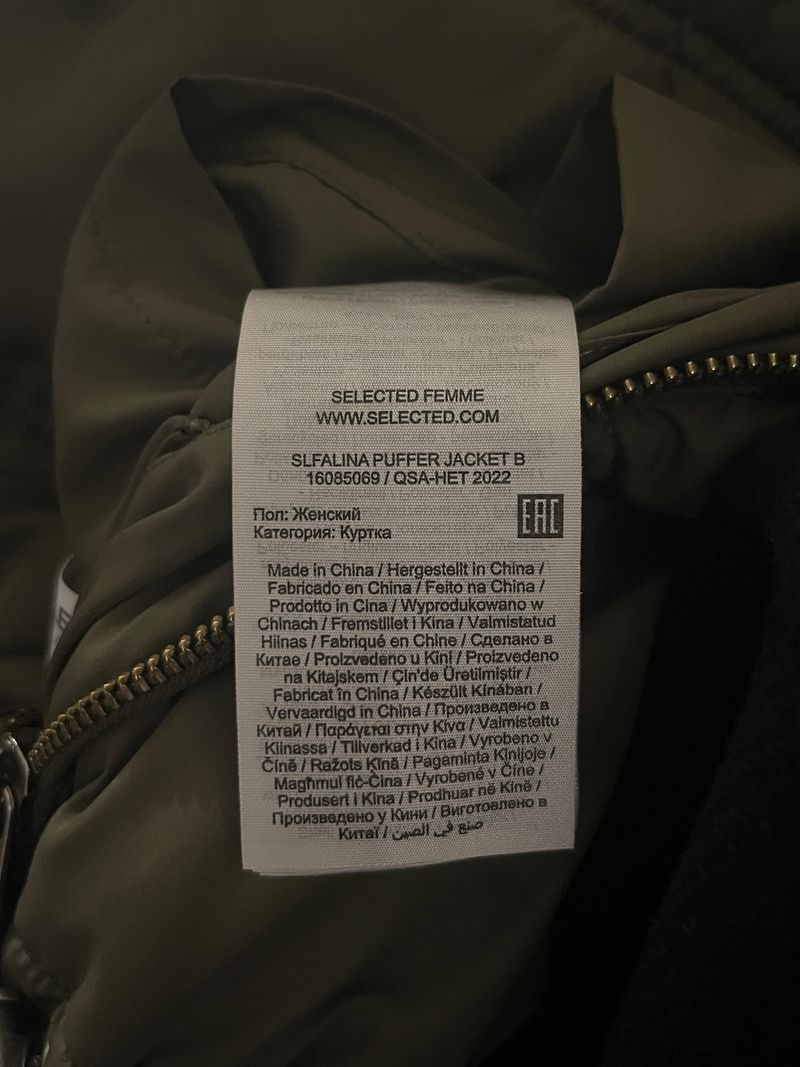 SELECTED FEMME
WWW.SELECTED.COM
SLFALINA PUFFER JACKET B
16085069 / QSA-HET 2022
Пол: Женский
Категория: Куртка
EAC
Made in China / Hergestellt in China /
Fabricado en China / Feito na China /
Prodotto in Cina / Wyprodukowano w
Chinach / Fremstillet i Kina / Valmistatud
Hiinas / Fabriqué en Chine / Сделано в
Китае / Proizvedeno u Kini / Proizvedeno
na Kitajskem / Çin'de Üretilmiştir /
Fabricat în China / Készült Kínában /
Vervaardigd in China / Произведено в
Китай / Παράγεται στην Κίνα / Valmistettu
Kiinassa / Tillverkad i Kina / Vyrobeno v
Číně / Ražots Ķīnā / Pagaminta Kinijoje /
Magħmul fiċ-Ċina / Vyrobené v Číne /
Produsert i Kina / Prodhuar në Kinë /
Произведено у Кини / Виготовлено в
Китаї / صنع في الصين